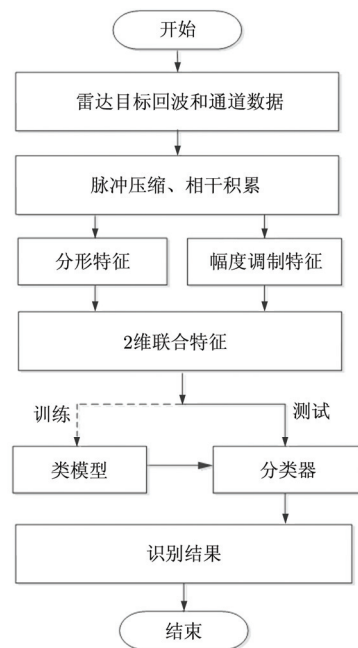 开始
雷达目标回波和通道数据
脉冲压缩、相干积累
分形特征
幅度调制特征
2维联合特征
训练
测试
类模型
分类器
识别结果
结束